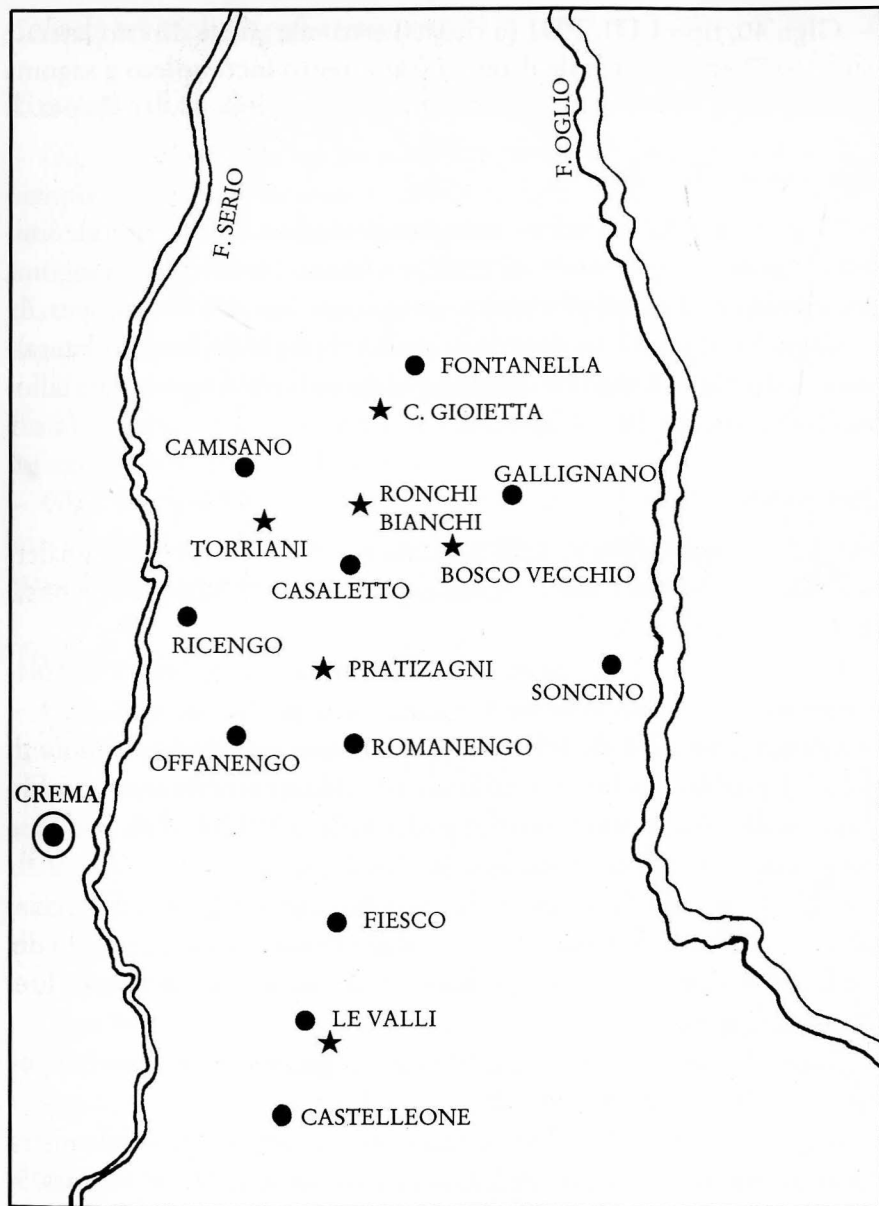 F. SERIO
F. OGLIO
FONTANELLA
C. GIOIETTA
CAMISANO
GALLIGNANO
RONCHI
BIANCHI
TORRIANI
BOSCO VECCHIO
CASALETTO
RICENGO
PRATIZAGNI
SONCINO
OFFANENGO
ROMANENGO
CREMA
FIESCO
LE VALLI
CASTELLEONE